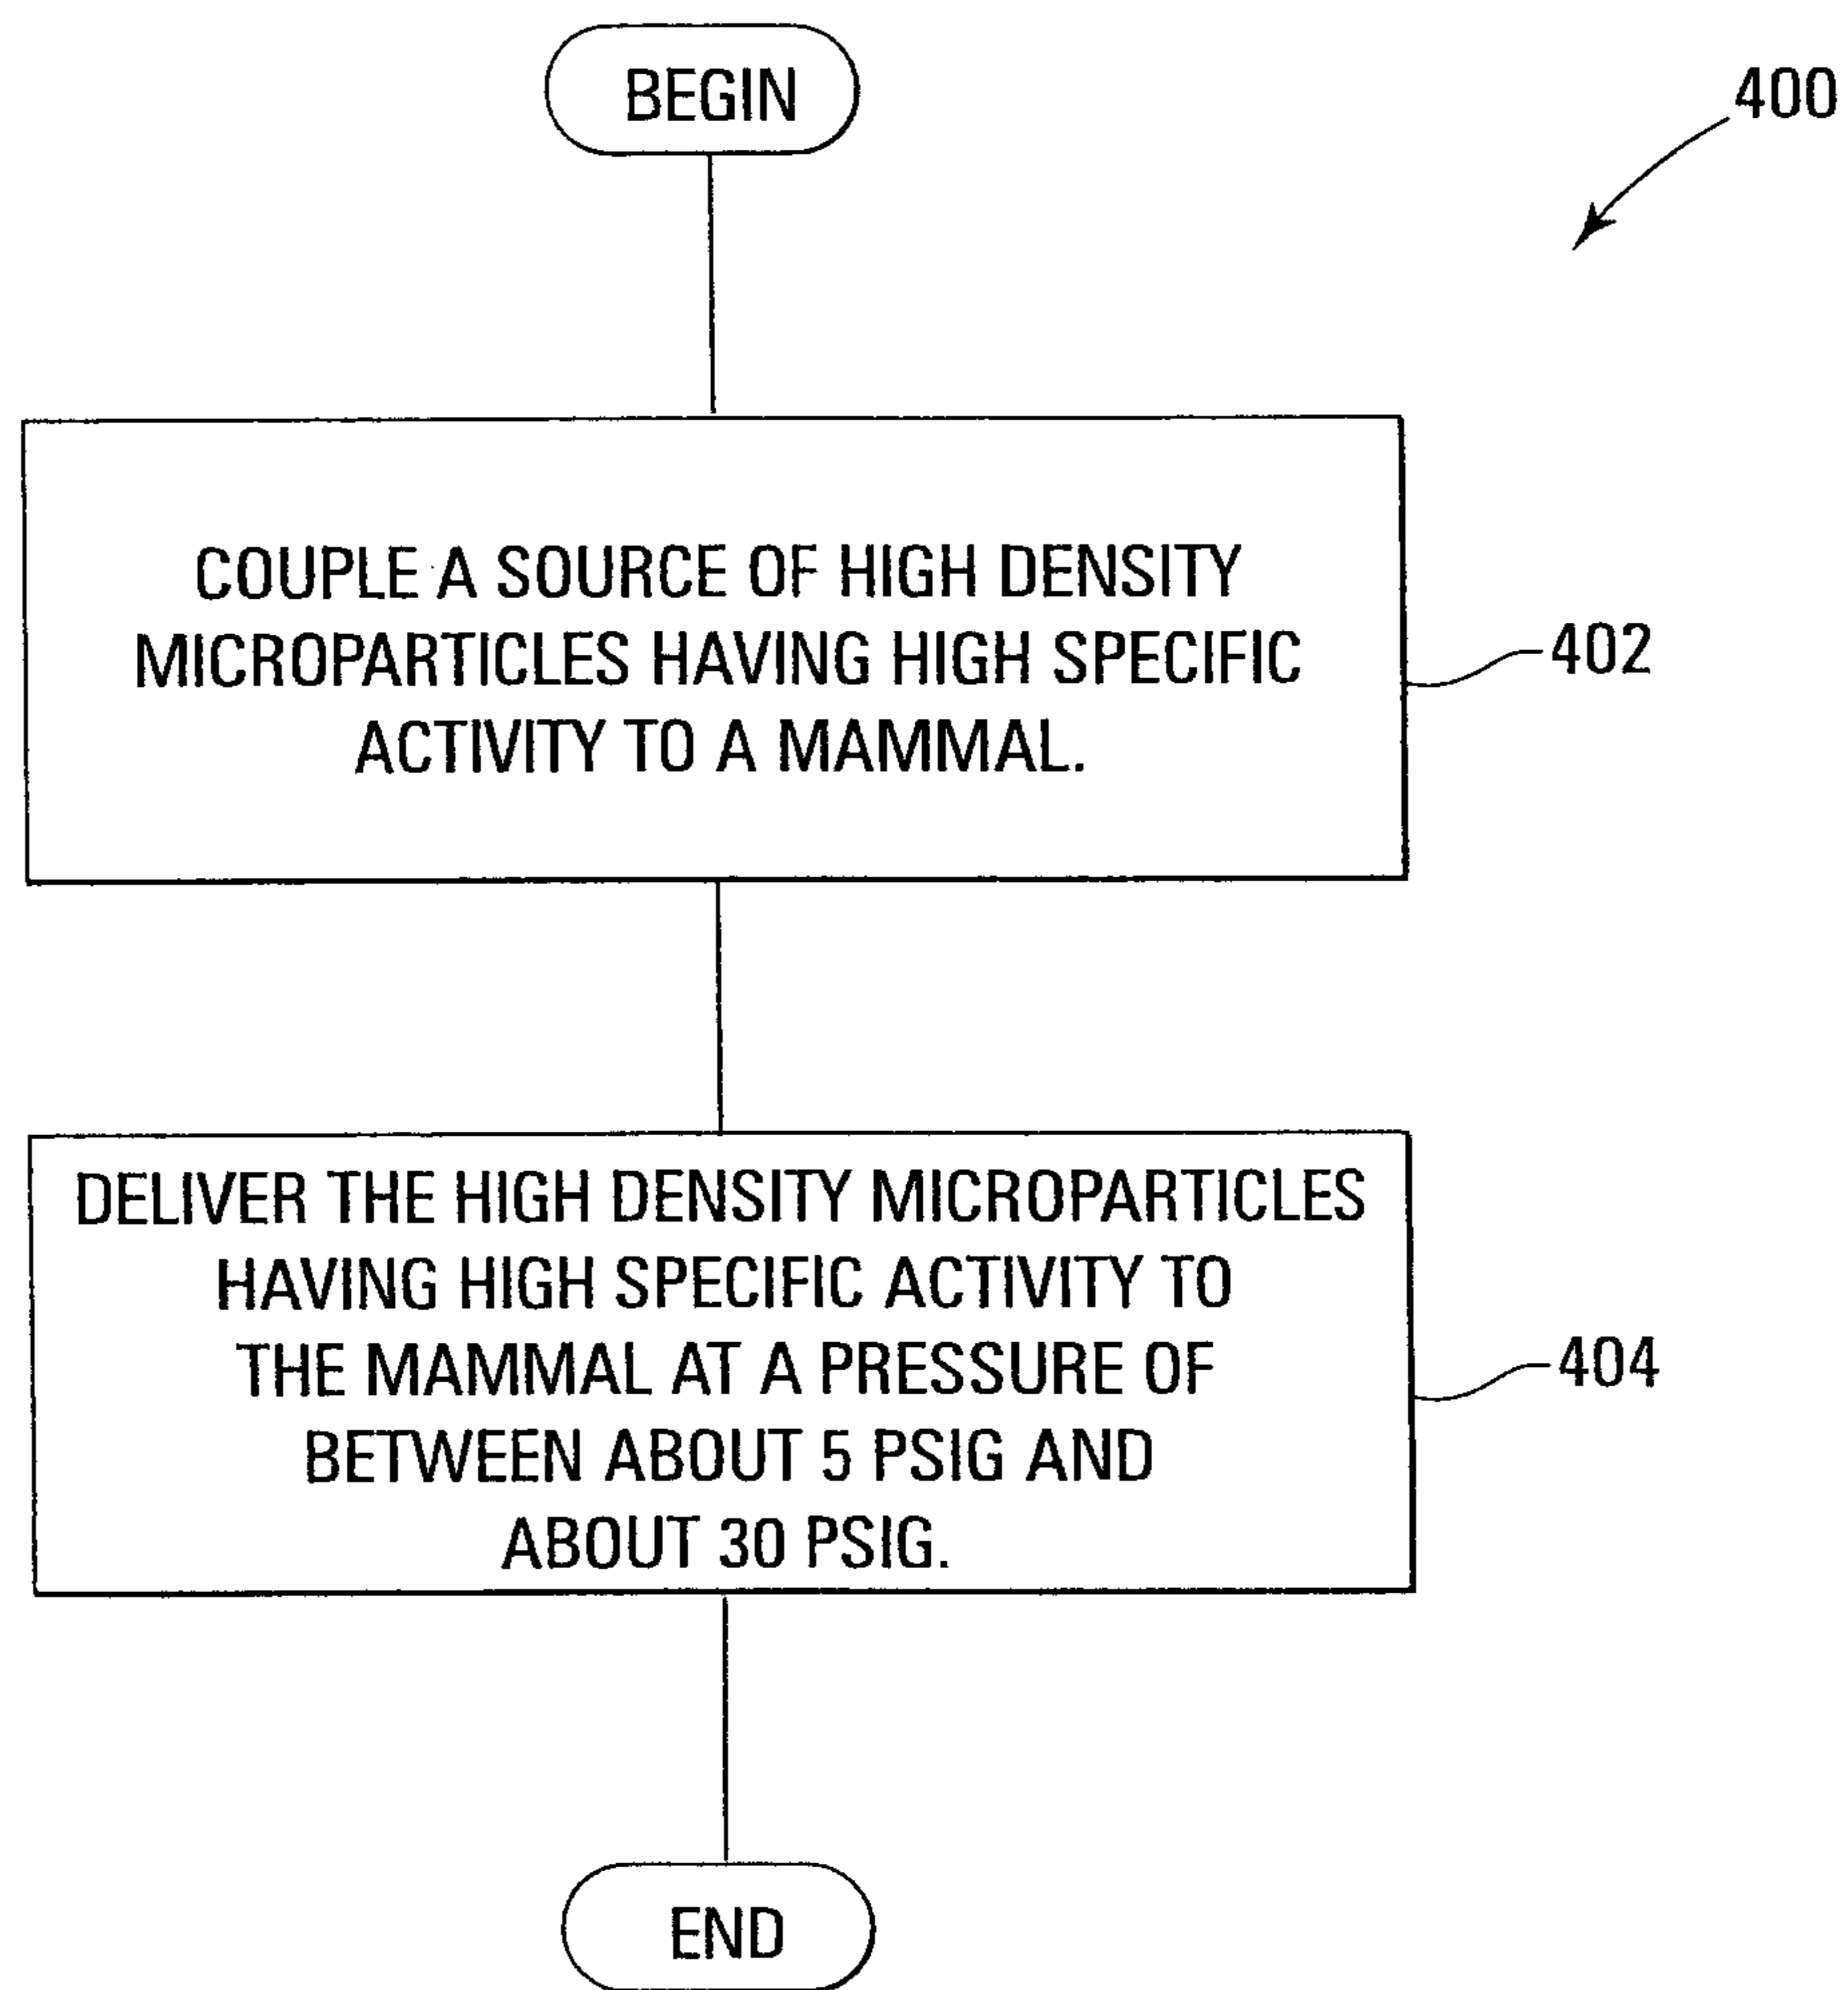 BEGIN
400
COUPLE A SOURCE OF HIGH DENSITY
MICROPARTICLES HAVING HIGH SPECIFIC
ACTIVITY TO A MAMMAL.
402
DELIVER THE HIGH DENSITY MICROPARTICLES
HAVING HIGH SPECIFIC ACTIVITY TO
THE MAMMAL AT A PRESSURE OF
BETWEEN ABOUT 5 PSIG AND
ABOUT 30 PSIG.
404
END